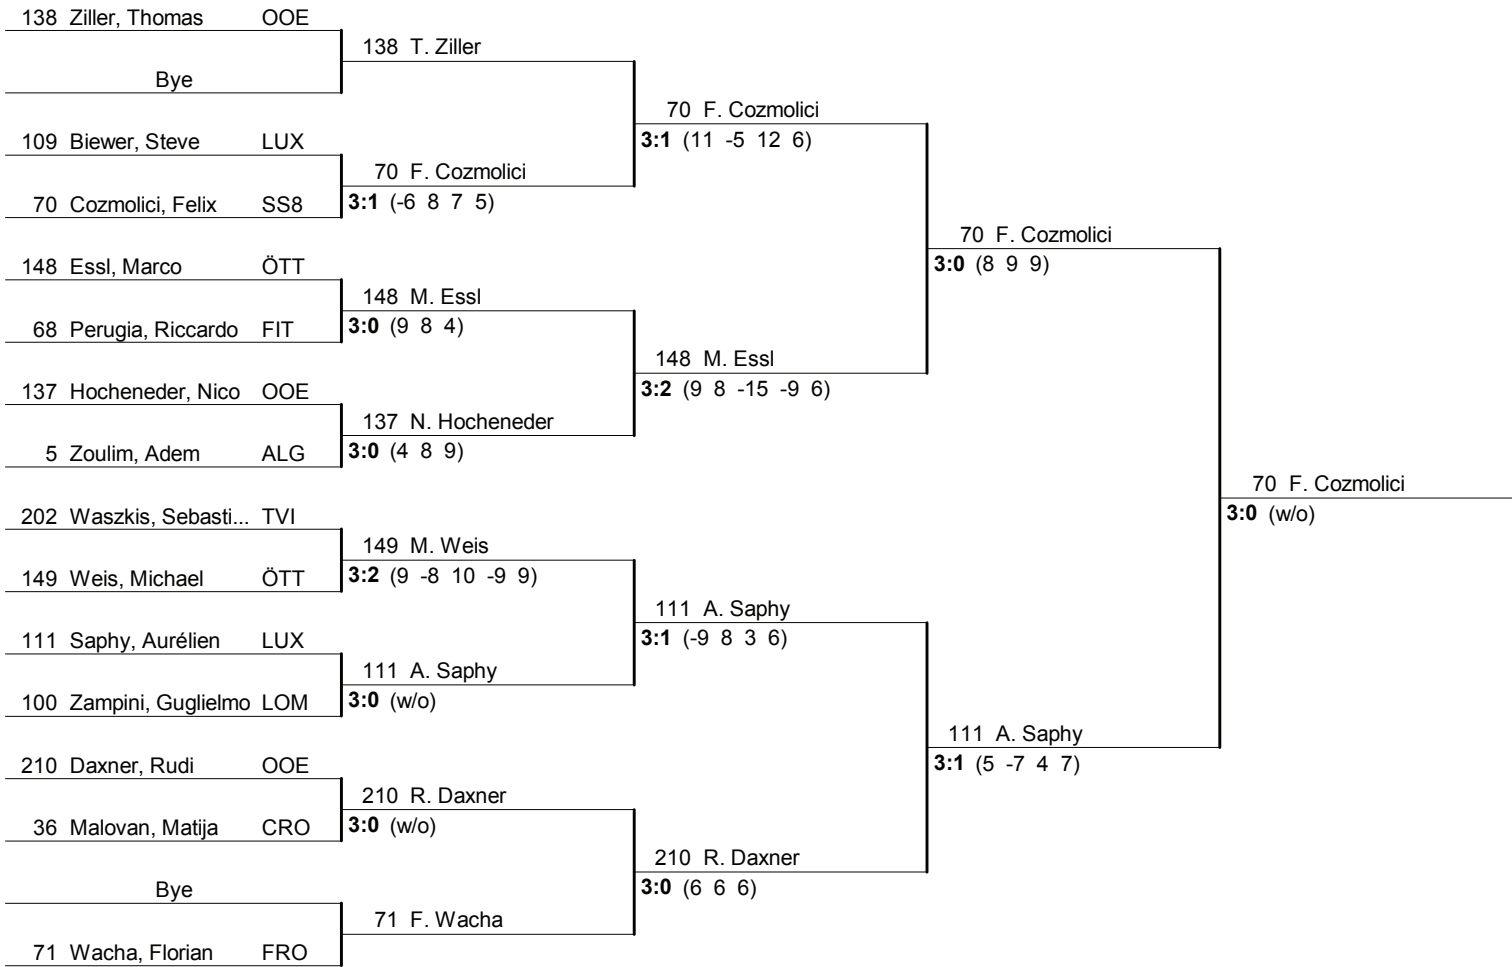 138 Ziller, Thomas OOE
138 T. Ziller
Bye
70 F. Cozmolici
3:1 (11 -5 12 6)
109 Biewer, Steve LUX
70 F. Cozmolici
3:1 (-6 8 7 5)
70 Cozmolici, Felix SS8
70 F. Cozmolici
3:0 (8 9 9)
148 Essl, Marco ÖTT
148 M. Essl
3:0 (9 8 4)
68 Perugia, Riccardo FIT
148 M. Essl
3:2 (9 8 -15 -9 6)
137 Hocheneder, Nico OOE
137 N. Hocheneder
3:0 (4 8 9)
5 Zoulim, Adem ALG
70 F. Cozmolici
3:0 (w/o)
202 Waszkis, Sebasti... TVI
149 M. Weis
3:2 (9 -8 10 -9 9)
149 Weis, Michael ÖTT
111 A. Saphy
3:1 (-9 8 3 6)
111 Saphy, Aurélien LUX
111 A. Saphy
3:0 (w/o)
100 Zampini, Guglielmo LOM
111 A. Saphy
3:1 (5 -7 4 7)
210 Daxner, Rudi OOE
210 R. Daxner
3:0 (w/o)
36 Malovan, Matija CRO
210 R. Daxner
3:0 (6 6 6)
Bye
71 F. Wacha
71 Wacha, Florian FRO